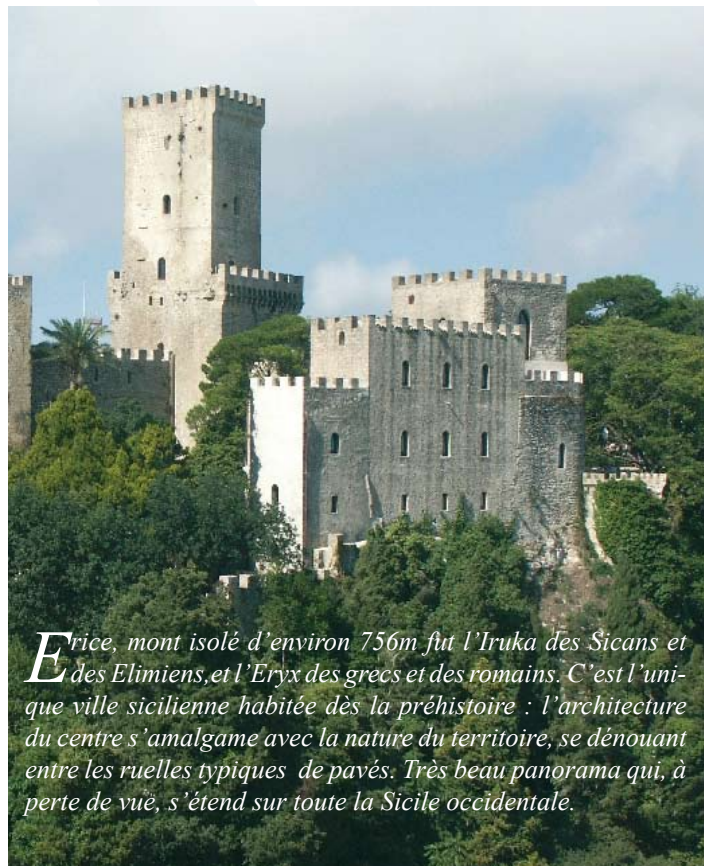 Erice, mont isolé d’environ 756m fut l’Iruka des Sicans et
des Elimiens,et l’Eryx des grecs et des romains. C’est l’uni-
que ville sicilienne habitée dès la préhistoire : l’architecture
du centre s’amalgame avec la nature du territoire, se dénouant
entre les ruelles typiques de pavés. Très beau panorama qui, à
perte de vuë, s’étend sur toute la Sicile occidentale.